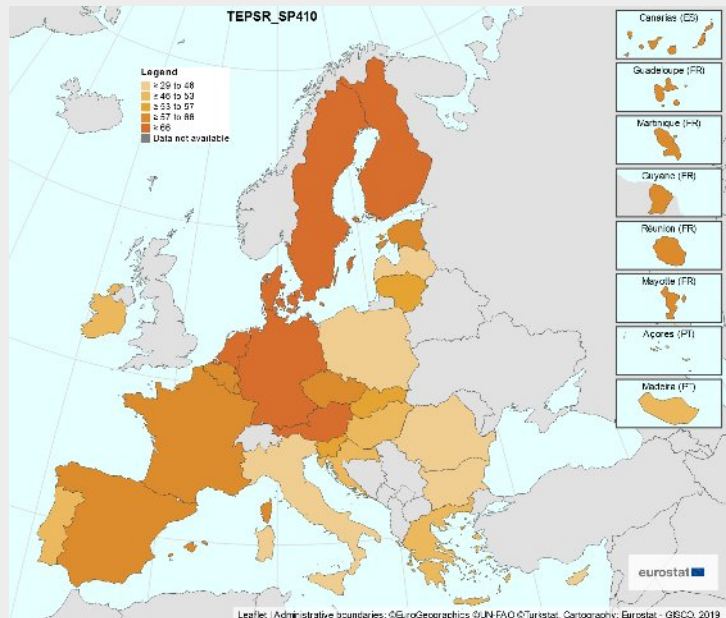 TEPSR_SP410
Legend
≥ 29 to 46
≥ 46 to 53
≥ 53 to 57
≥ 57 to 66
≥ 66
Data not available
Canarias (ES)
Guadeloupe (FR)
Martinique (FR)
Guyane (FR)
Réunion (FR)
Mayotte (FR)
Açores (PT)
Madeira (PT)
eurostat
Leaflet | Administrative boundaries: ©EuroGeographics ©UN-FAO ©Turkstat, Cartography: Eurostat - GISCO, 2019